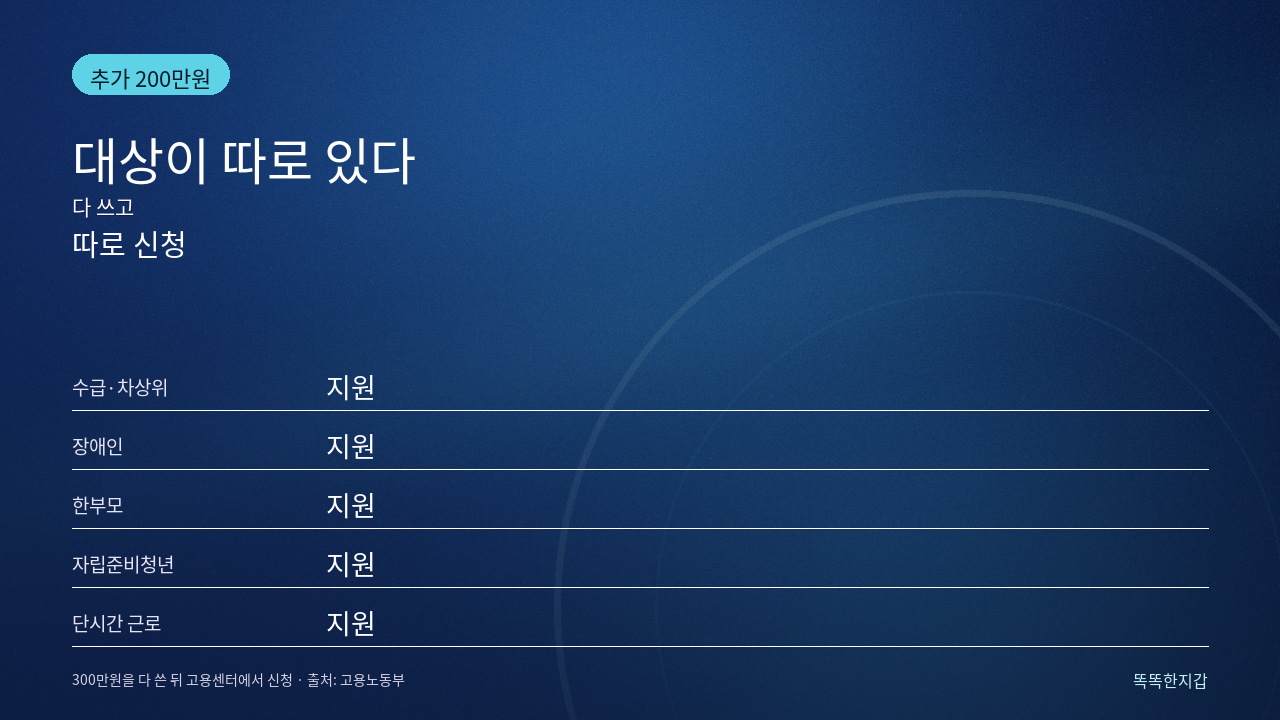 추가 200만원
대상이 따로 있다
다 쓰고
따로 신청
수급·차상위 지원
장애인 지원
한부모 지원
자립준비청년 지원
단시간 근로 지원
300만원을 다 쓴 뒤 고용센터에서 신청 · 출처: 고용노동부
똑똑한지갑